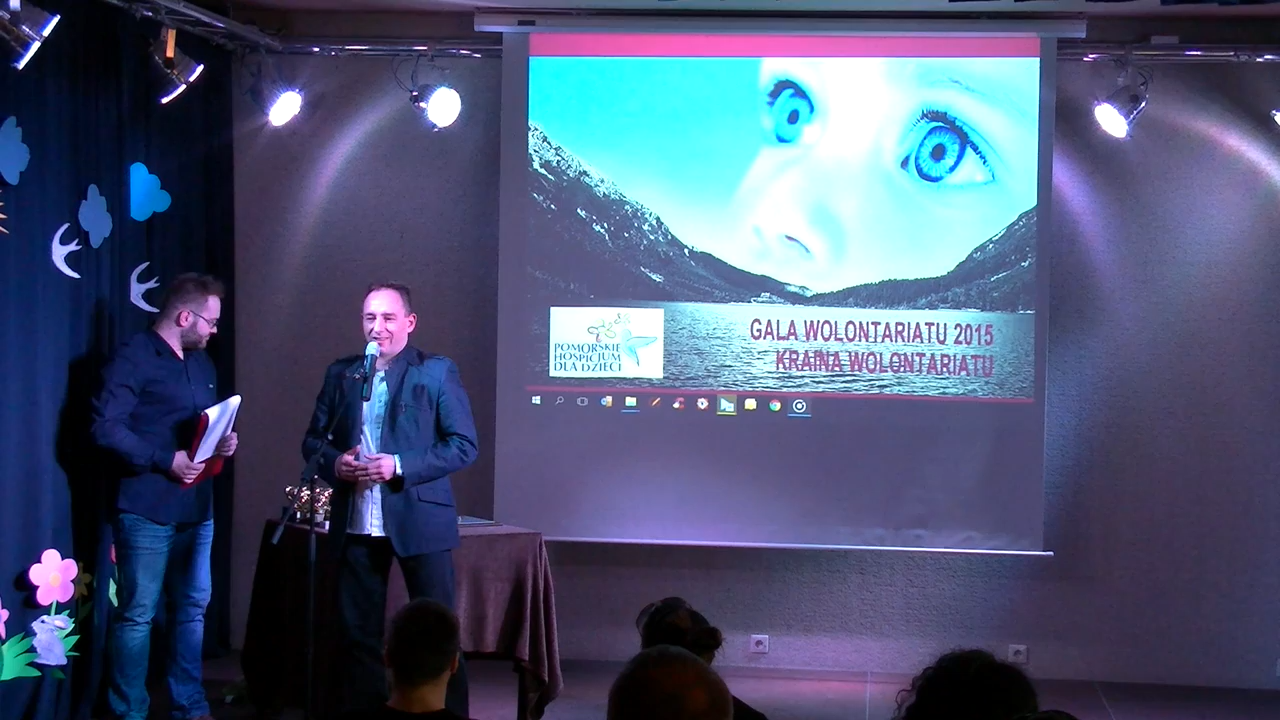 GALA WOLONTARIATU 2015
KRAINA WOLONTARIATU
POMORSKIE
HOSPICJUM
DLA DZIECI